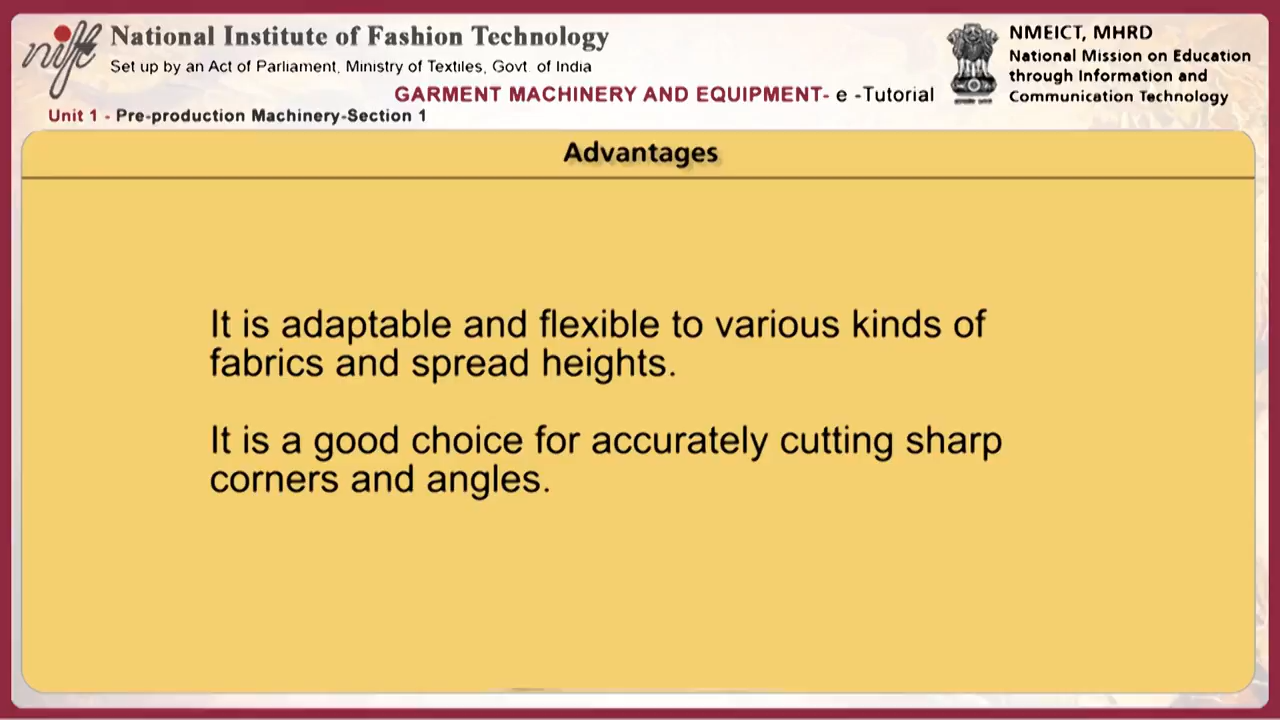 nift
National Institute of Fashion Technology
Set up by an Act of Parliament, Ministry of Textiles, Govt. of India
GARMENT MACHINERY AND EQUIPMENT- e -Tutorial
Unit 1 - Pre-production Machinery-Section 1
NMEICT, MHRD
National Mission on Education
through Information and
Communication Technology
Advantages
It is adaptable and flexible to various kinds of
fabrics and spread heights.
It is a good choice for accurately cutting sharp
corners and angles.